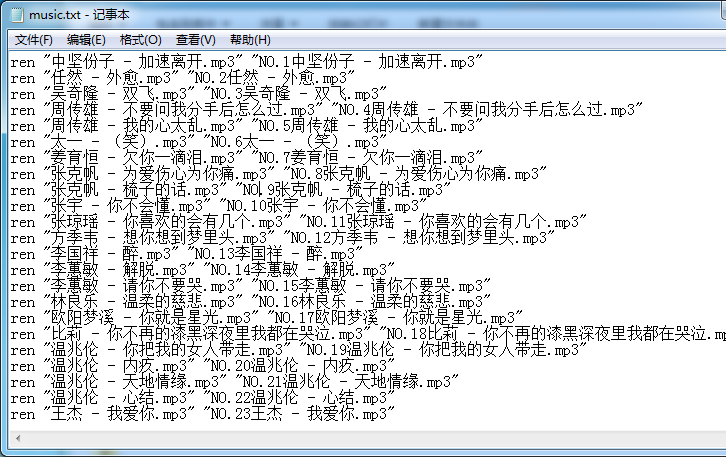 music.txt - 记事本
文件(F) 编辑(E) 格式(O) 查看(V) 帮助(H)
ren "中坚份子 - 加速离开.mp3" "NO.1中坚份子 - 加速离开.mp3"
ren "任然 - 外愈.mp3" "NO.2任然 - 外愈.mp3"
ren "吴奇隆 - 双飞.mp3" "NO.3吴奇隆 - 双飞.mp3"
ren "周传雄 - 不要问我分手后怎么过.mp3" "NO.4周传雄 - 不要问我分手后怎么过.mp3"
ren "周传雄 - 我的心太乱.mp3" "NO.5周传雄 - 我的心太乱.mp3"
ren "太一 - （笑）.mp3" "NO.6太一 - （笑）.mp3"
ren "姜育恒 - 欠你一滴泪.mp3" "NO.7姜育恒 - 欠你一滴泪.mp3"
ren "张克帆 - 为爱伤心为你痛.mp3" "NO.8张克帆 - 为爱伤心为你痛.mp3"
ren "张克帆 - 梳子的话.mp3" "NO.9张克帆 - 梳子的话.mp3"
ren "张宇 - 你不会懂.mp3" "NO.10张宇 - 你不会懂.mp3"
ren "张琼瑶 - 你喜欢的会有几个.mp3" "NO.11张琼瑶 - 你喜欢的会有几个.mp3"
ren "方季韦 - 想你想到梦里头.mp3" "NO.12方季韦 - 想你想到梦里头.mp3"
ren "李国祥 - 醉.mp3" "NO.13李国祥 - 醉.mp3"
ren "李蕙敏 - 解脱.mp3" "NO.14李蕙敏 - 解脱.mp3"
ren "李蕙敏 - 请你不要哭.mp3" "NO.15李蕙敏 - 请你不要哭.mp3"
ren "林良乐 - 温柔的慈悲.mp3" "NO.16林良乐 - 温柔的慈悲.mp3"
ren "欧阳梦溪 - 你就是星光.mp3" "NO.17欧阳梦溪 - 你就是星光.mp3"
ren "比莉 - 你不再的漆黑深夜里我都在哭泣.mp3" "NO.18比莉 - 你不再的漆黑深夜里我都在哭泣.mp
ren "温兆伦 - 你把我的女人带走.mp3" "NO.19温兆伦 - 你把我的女人带走.mp3"
ren "温兆伦 - 内疚.mp3" "NO.20温兆伦 - 内疚.mp3"
ren "温兆伦 - 天地情缘.mp3" "NO.21温兆伦 - 天地情缘.mp3"
ren "温兆伦 - 心结.mp3" "NO.22温兆伦 - 心结.mp3"
ren "王杰 - 我爱你.mp3" "NO.23王杰 - 我爱你.mp3"